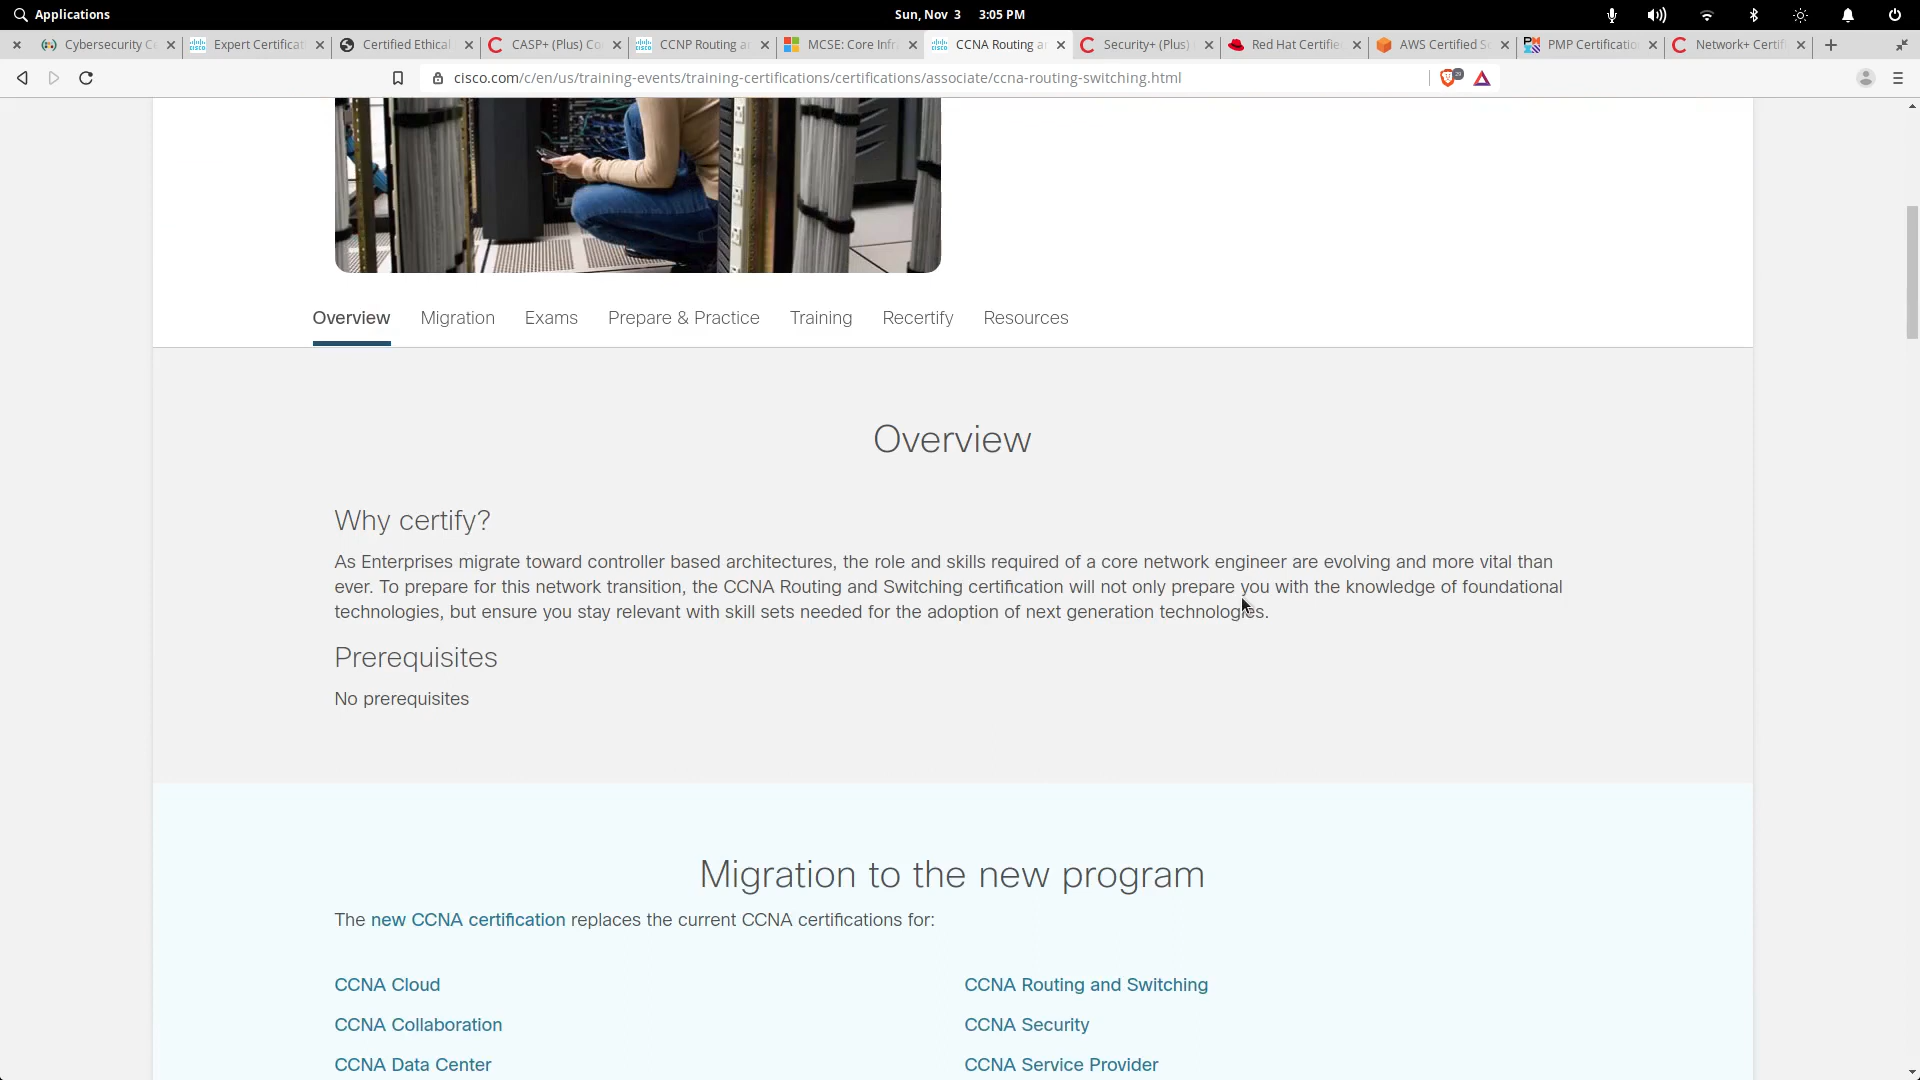 Applications
Sun, Nov 3 3:05 PM
Cybersecurity C
Expert Certificat
Certified Ethical
CASP+ (Plus) Co
CCNP Routing a
MCSE: Core Infr
CCNA Routing a
Security+ (Plus)
Red Hat Certifie
AWS Certified S
PMP Certificatio
Network+ Certif
cisco.com/c/en/us/training-events/training-certifications/certifications/associate/ccna-routing-switching.html
Overview
Migration
Exams
Prepare & Practice
Training
Recertify
Resources
Overview
Why certify?
As Enterprises migrate toward controller based architectures, the role and skills required of a core network engineer are evolving and more vital than
ever. To prepare for this network transition, the CCNA Routing and Switching certification will not only prepare you with the knowledge of foundational
technologies, but ensure you stay relevant with skill sets needed for the adoption of next generation technologies.
Prerequisites
No prerequisites
Migration to the new program
The new CCNA certification replaces the current CCNA certifications for:
CCNA Cloud
CCNA Routing and Switching
CCNA Collaboration
CCNA Security
CCNA Data Center
CCNA Service Provider